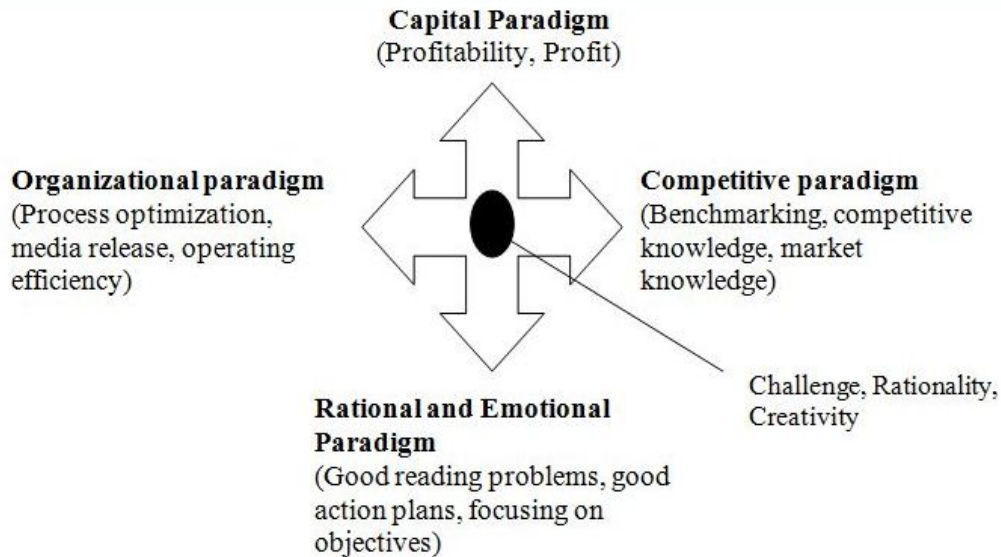 Capital Paradigm
(Profitability, Profit)
Organizational paradigm
(Process optimization,
media release, operating
efficiency)
Competitive paradigm
(Benchmarking, competitive
knowledge, market
knowledge)
Challenge, Rationality,
Creativity
Rational and Emotional
Paradigm
(Good reading problems, good
action plans, focusing on
objectives)